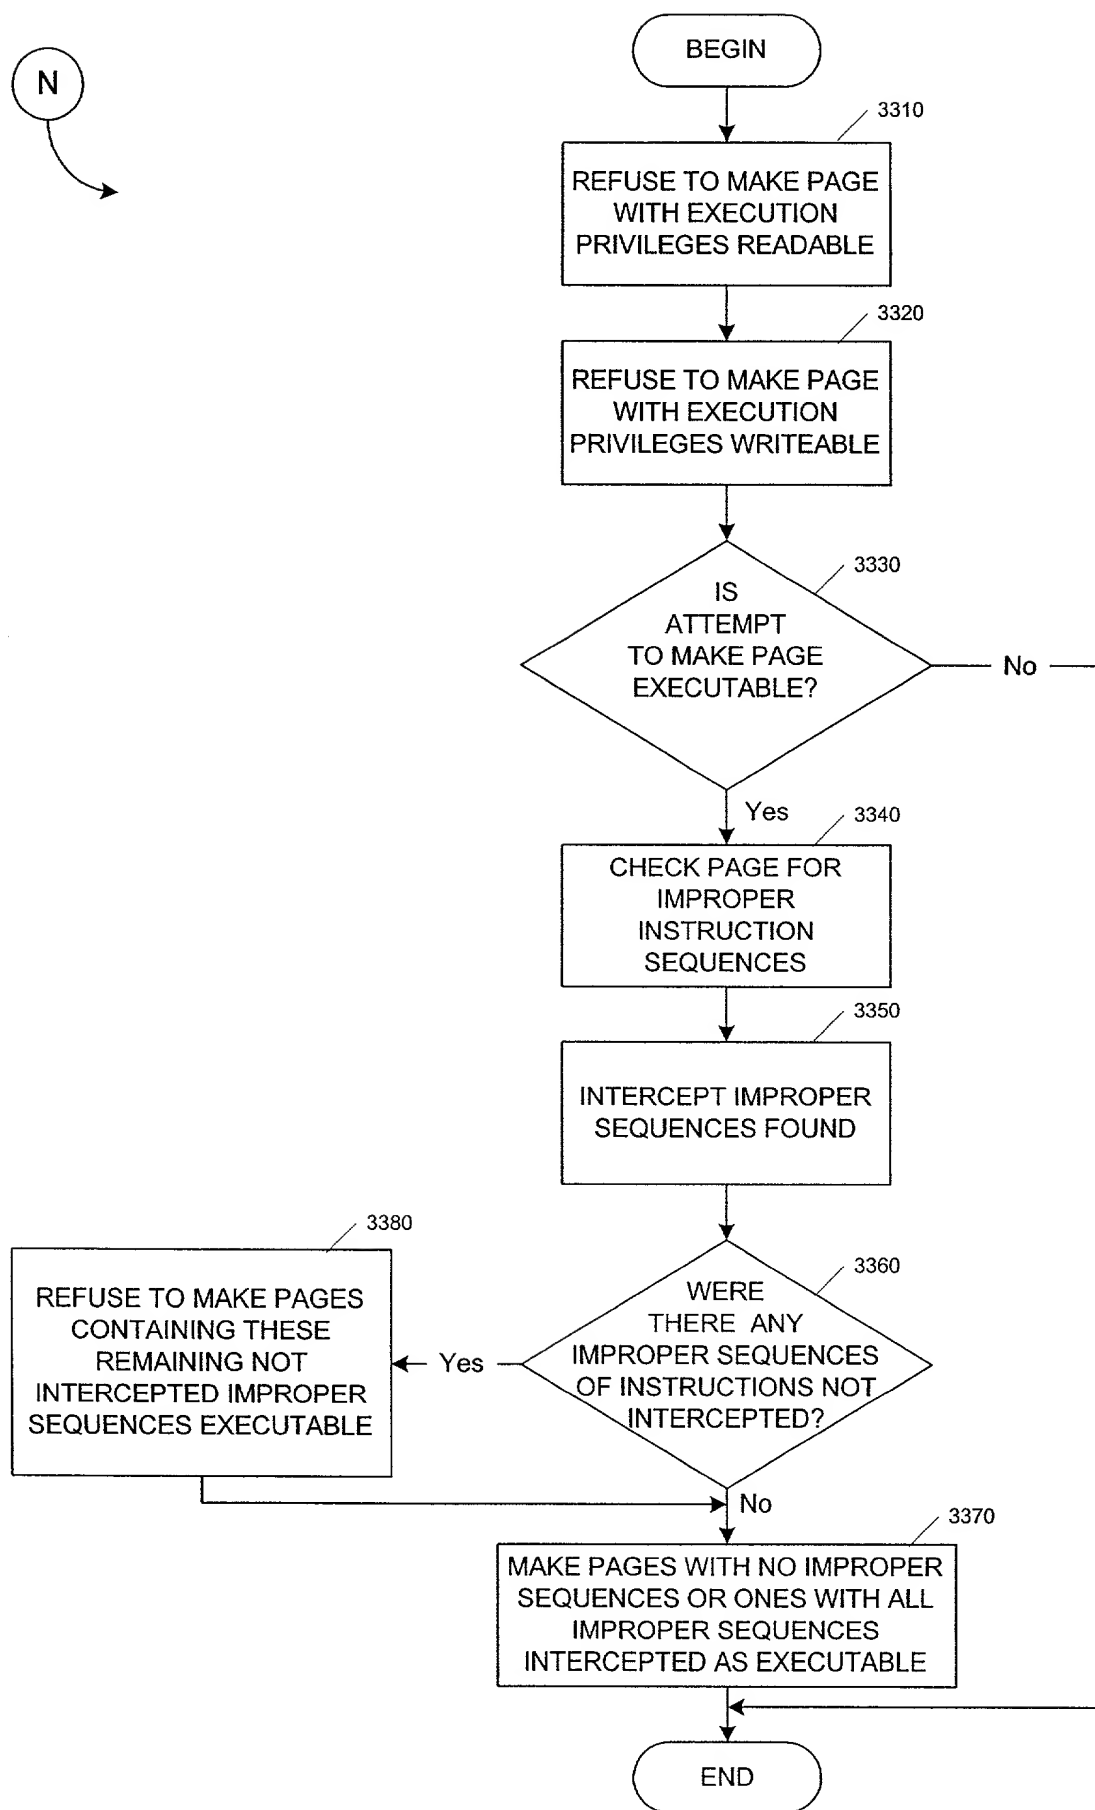 N
BEGIN
3310
REFUSE TO MAKE PAGE
WITH EXECUTION
PRIVILEGES READABLE
3320
REFUSE TO MAKE PAGE
WITH EXECUTION
PRIVILEGES WRITEABLE
3330
IS
ATTEMPT
TO MAKE PAGE
EXECUTABLE?
No
Yes
3340
CHECK PAGE FOR
IMPROPER
INSTRUCTION
SEQUENCES
3350
INTERCEPT IMPROPER
SEQUENCES FOUND
3360
WERE
THERE ANY
IMPROPER SEQUENCES
OF INSTRUCTIONS NOT
INTERCEPTED?
Yes
3380
REFUSE TO MAKE PAGES
CONTAINING THESE
REMAINING NOT
INTERCEPTED IMPROPER
SEQUENCES EXECUTABLE
No
3370
MAKE PAGES WITH NO IMPROPER
SEQUENCES OR ONES WITH ALL
IMPROPER SEQUENCES
INTERCEPTED AS EXECUTABLE
END